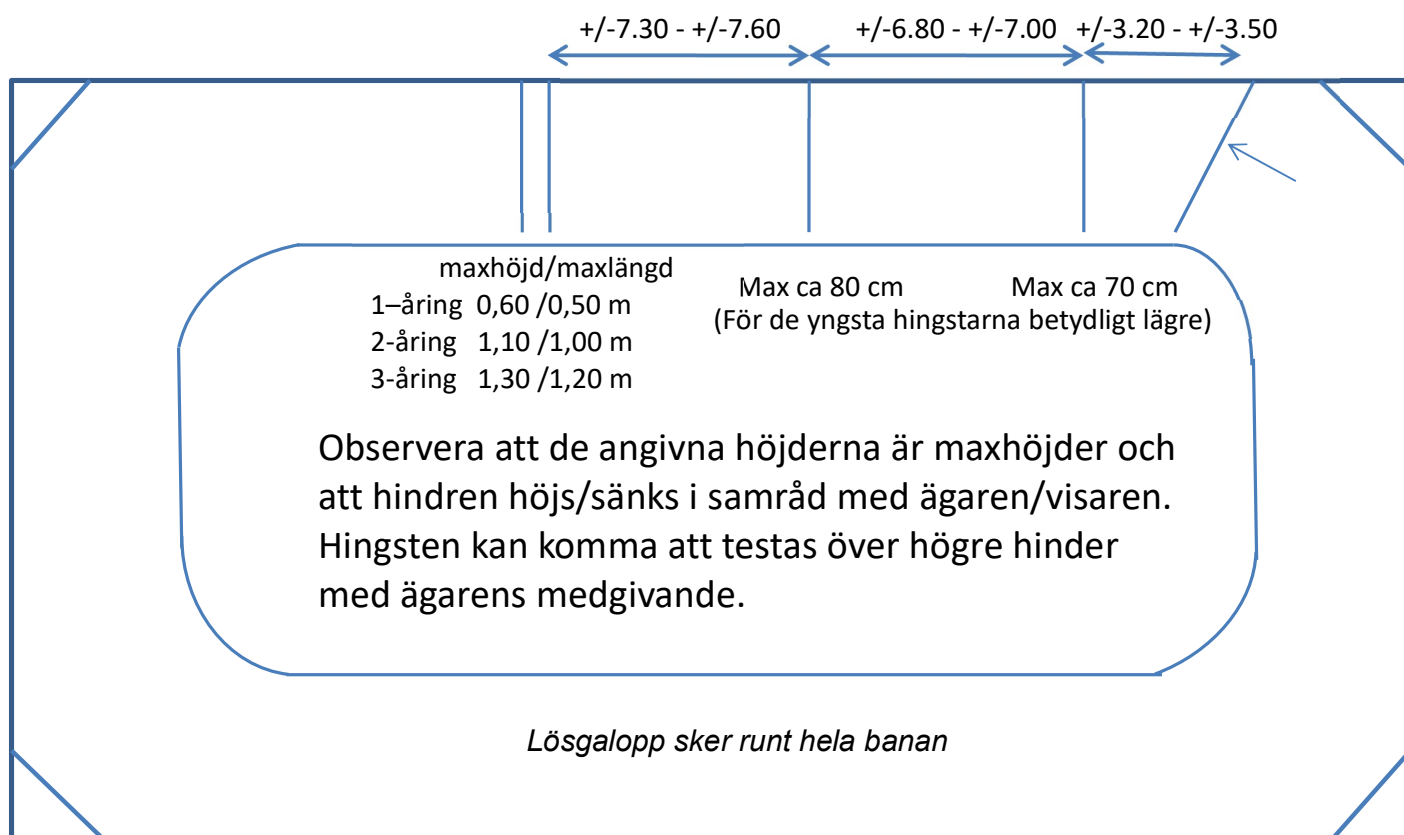 +/-7.30 - +/-7.60 +/-6.80 - +/-7.00 +/-3.20 - +/-3.50
maxhöjd/maxlängd
1–åring 0,60 /0,50 m
2-åring 1,10 /1,00 m
3-åring 1,30 /1,20 m
Max ca 80 cm Max ca 70 cm
(För de yngsta hingstarna betydligt lägre)
Observera att de angivna höjderna är maxhöjder och
att hindren höjs/sänks i samråd med ägaren/visaren.
Hingsten kan komma att testas över högre hinder
med ägarens medgivande.
Lösgalopp sker runt hela banan